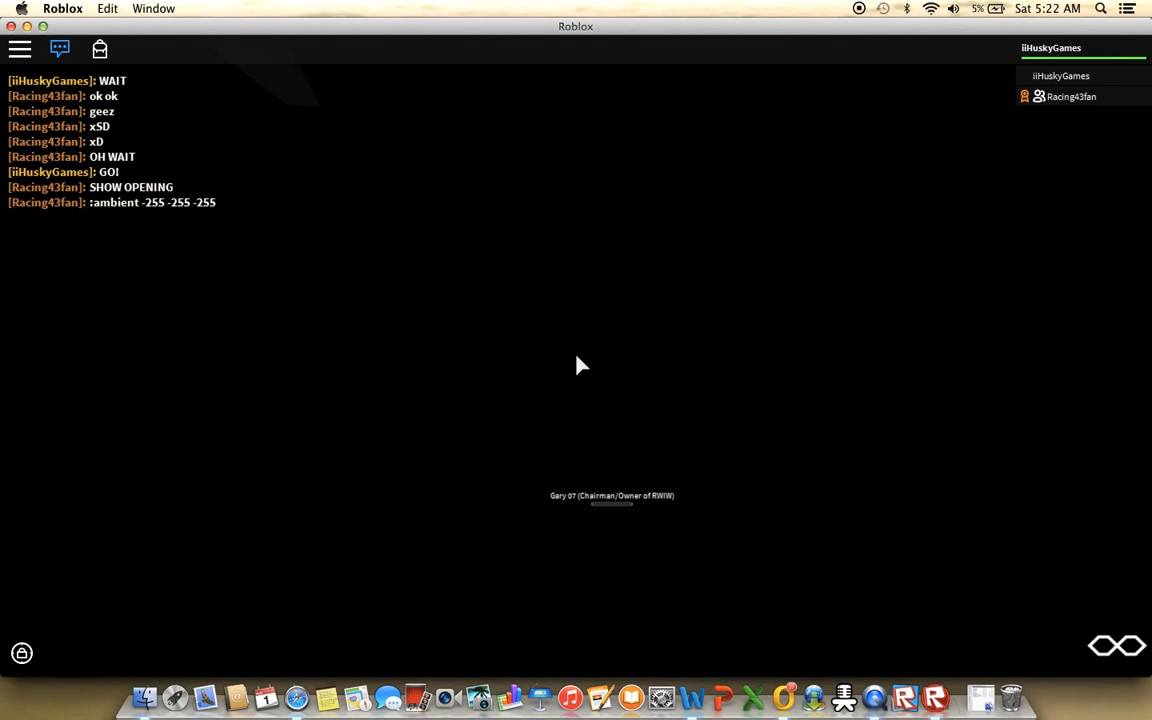 Roblox Edit Window 5% Sat 5:22 AM
Roblox
iiHuskyGames
[iiHuskyGames]: WAIT
iiHuskyGames
[Racing43fan]: ok ok
Racing43fan
[Racing43fan]: geez
[Racing43fan]: xSD
[Racing43fan]: xD
[Racing43fan]: OH WAIT
[iiHuskyGames]: GO!
[Racing43fan]: SHOW OPENING
[Racing43fan]: :ambient -255 -255 -255
Gary 07 (Chairman/Owner of RWIW)